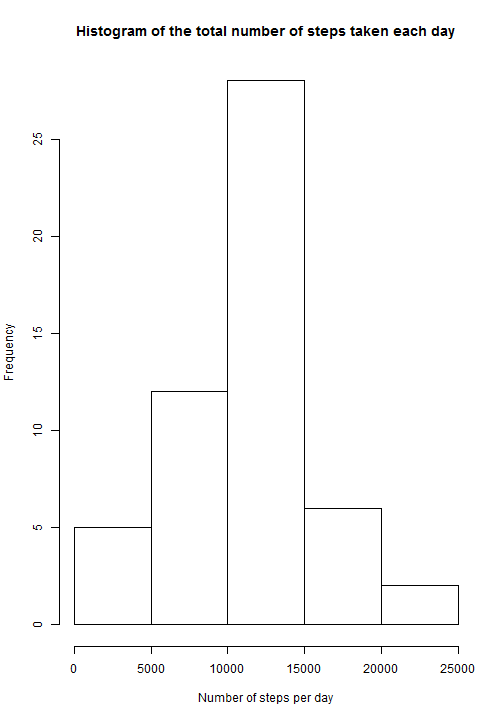 Histogram of the total number of steps taken each day
25
20
15
10
5
0
Frequency
0 5000 10000 15000 20000 25000
Number of steps per day